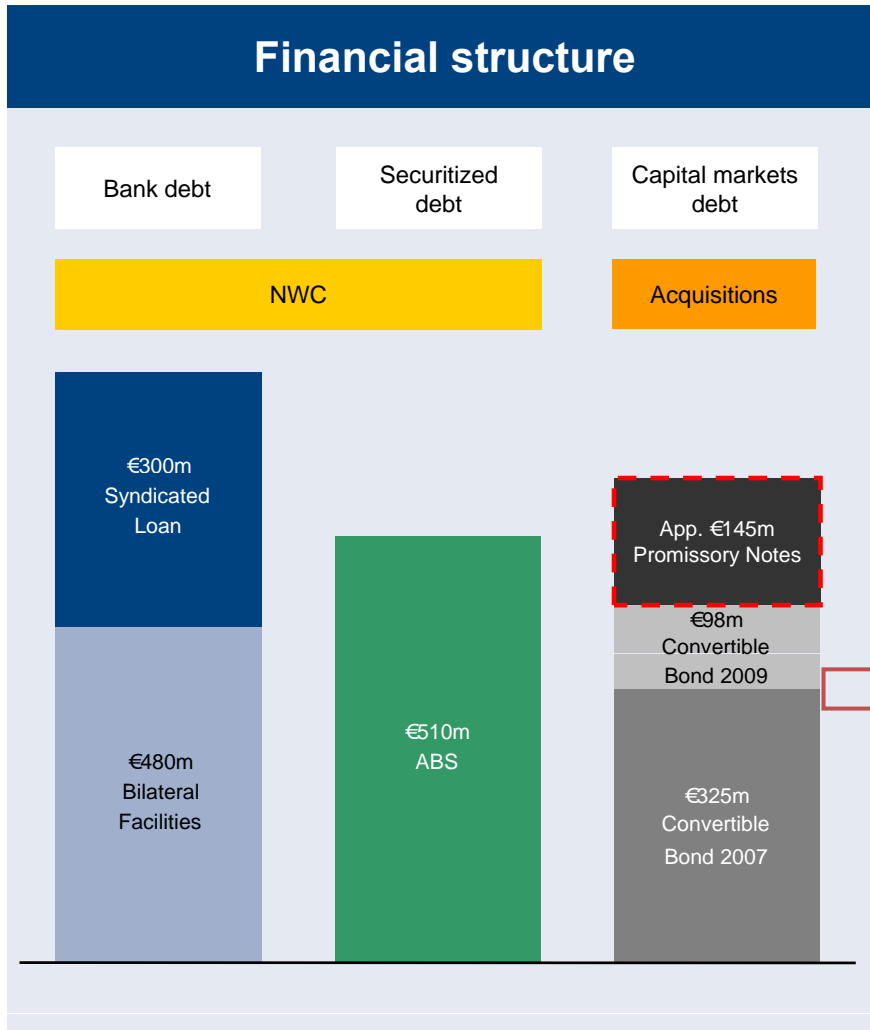 Financial structure
Bank debt
Securitized
debt
Capital markets
debt
NWC
Acquisitions
€300m
Syndicated
Loan
€480m
Bilateral
Facilities
€510m
ABS
App. €145m
Promissory Notes
€98m
Convertible
Bond 2009
€325m
Convertible
Bond 2007